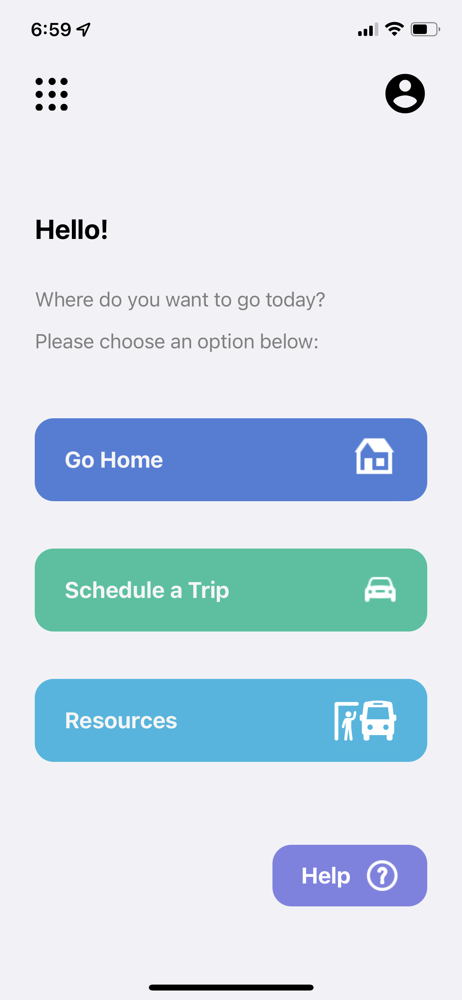 6:59
Hello!
Where do you want to go today?
Please choose an option below:
Go Home
Schedule a Trip
Resources
Help